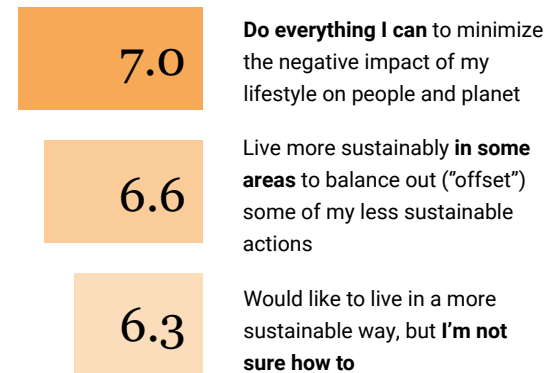 7.0
Do everything I can to minimize
the negative impact of my
lifestyle on people and planet
6.6
Live more sustainably in some
areas to balance out (“offset”)
some of my less sustainable
actions
6.3
Would like to live in a more
sustainable way, but I’m not
sure how to